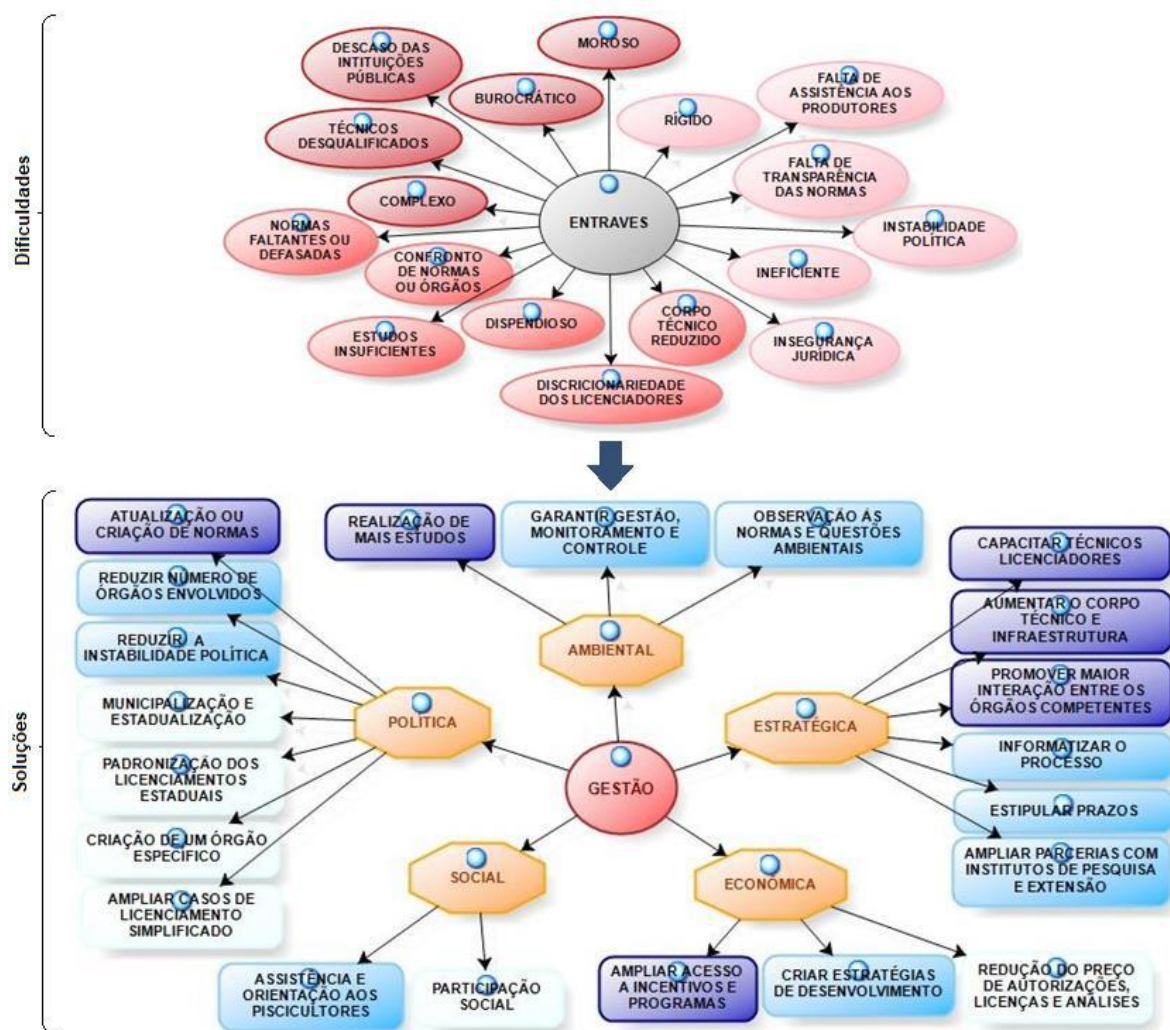 Dificuldades
DESCASO DAS
INTITUIÇÕES
PÚBLICAS
MOROSO
BUROCRÁTICO
FALTA DE
ASSISTÊNCIA AOS
PRODUTORES
RÍGIDO
TÉCNICOS
DESQUALIFICADOS
FALTA DE
TRANSPARÊNCIA
DAS NORMAS
COMPLEXO
ENTRAVES
INSTABILIDADE
POLÍTICA
NORMAS
FALTANTES OU
DEFASADAS
CONFRONTO
DE NORMAS
OU ÓRGÃOS
INEFICIENTE
DISPENDIOSO
CORPO
TÉCNICO
REDUZIDO
ESTUDOS
INSUFICIENTES
INSEGURANÇA
JURÍDICA
DISCRICIONARIEDADE
DOS LICENCIADORES
Soluções
ATUALIZAÇÃO OU
CRIAÇÃO DE NORMAS
REDUZIR NÚMERO DE
ÓRGÃOS ENVOLVIDOS
REDUZIR A
INSTABILIDADE POLÍTICA
MUNICIPALIZAÇÃO E
ESTADUALIZAÇÃO
PADRONIZAÇÃO DOS
LICENCIAMENTOS
ESTADUAIS
CRIAÇÃO DE UM ÓRGÃO
ESPECÍFICO
AMPLIAR CASOS DE
LICENCIAMENTO
SIMPLIFICADO
POLÍTICA
REALIZAÇÃO DE
MAIS ESTUDOS
GARANTIR GESTÃO,
MONITORAMENTO E
CONTROLE
OBSERVAÇÃO ÀS
NORMAS E QUESTÕES
AMBIENTAIS
AMBIENTAL
GESTÃO
ESTRATÉGICA
CAPACITAR TÉCNICOS
LICENCIADORES
AUMENTAR O CORPO
TÉCNICO E
INFRAESTRUTURA
PROMOVER MAIOR
INTERAÇÃO ENTRE OS
ÓRGÃOS COMPETENTES
INFORMATIZAR O
PROCESSO
ESTIPULAR PRAZOS
AMPLIAR PARCERIAS COM
INSTITUTOS DE PESQUISA
E EXTENSÃO
SOCIAL
ASSISTÊNCIA E
ORIENTAÇÃO AOS
PISCICULTORES
PARTICIPAÇÃO
SOCIAL
ECONÔMICA
AMPLIAR ACESSO
A INCENTIVOS E
PROGRAMAS
CRIAR ESTRATÉGIAS
DE DESENVOLVIMENTO
REDUÇÃO DO PREÇO
DE AUTORIZAÇÕES,
LICENÇAS E ANÁLISES